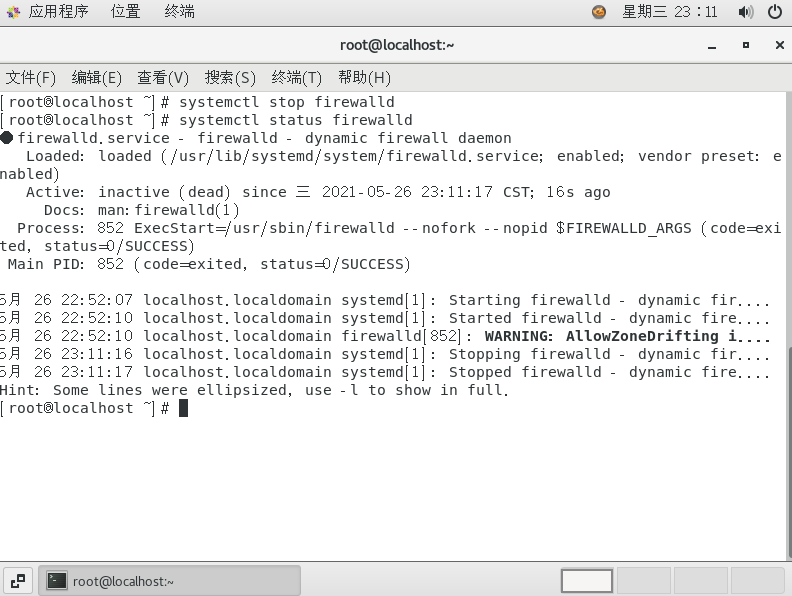 应用程序 位置 终端 星期三 23：11
root@localhost:~
文件(F) 编辑(E) 查看(V) 搜索(S) 终端(T) 帮助(H)
[root@localhost ~]# systemctl stop firewalld
[root@localhost ~]# systemctl status firewalld
● firewalld.service - firewalld - dynamic firewall daemon
   Loaded: loaded (/usr/lib/systemd/system/firewalld.service; enabled; vendor preset: e
nabled)
   Active: inactive (dead) since 三 2021-05-26 23:11:17 CST; 16s ago
     Docs: man:firewalld(1)
  Process: 852 ExecStart=/usr/sbin/firewalld --nofork --nopid $FIREWALLD_ARGS (code=exi
ted, status=0/SUCCESS)
 Main PID: 852 (code=exited, status=0/SUCCESS)
5月 26 22:52:07 localhost.localdomain systemd[1]: Starting firewalld - dynamic fir....
5月 26 22:52:10 localhost.localdomain systemd[1]: Started firewalld - dynamic fire....
5月 26 22:52:10 localhost.localdomain firewalld[852]: WARNING: AllowZoneDrifting i....
5月 26 23:11:16 localhost.localdomain systemd[1]: Stopping firewalld - dynamic fir....
5月 26 23:11:17 localhost.localdomain systemd[1]: Stopped firewalld - dynamic fire....
Hint: Some lines were ellipsized, use -l to show in full.
[root@localhost ~]#
root@localhost:~